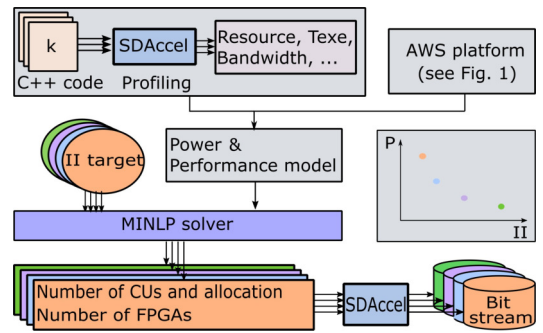 k
SDAccel
Resource, Texe,
Bandwidth, ...
C++ code
Profiling
AWS platform
(see Fig. 1)
II target
Power &
Performance model
P
II
MINLP solver
Number of CUs and allocation
Number of FPGAs
SDAccel
Bit
stream